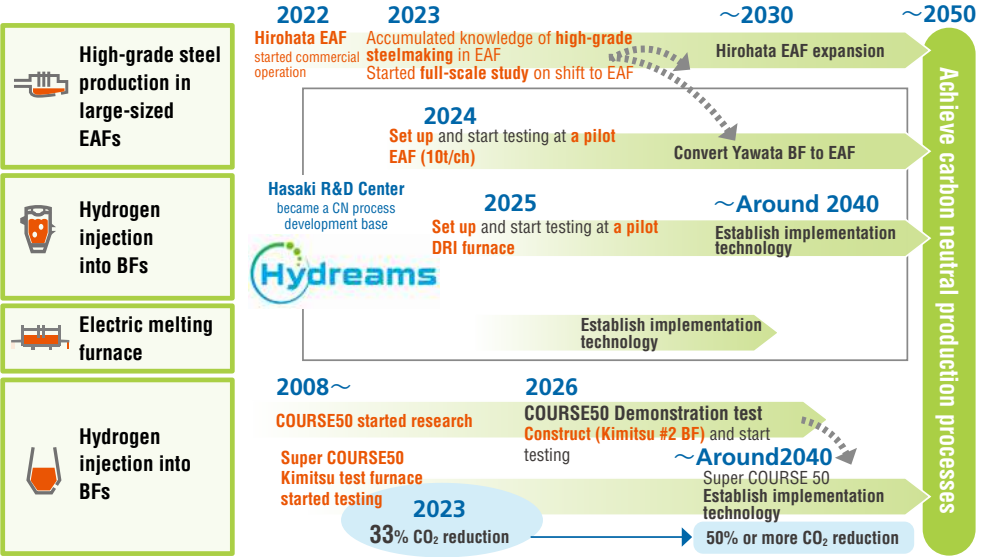 2022
2023
~2030
~2050
High-grade steel
production in
large-sized
EAFs
Hirohata EAF
started commercial
operation
Accumulated knowledge of high-grade
steelmaking in EAF
Started full-scale study on shift to EAF
Hirohata EAF expansion
2024
Set up and start testing at a pilot
EAF (10t/ch)
Convert Yawata BF to EAF
Hydrogen
injection
into BFs
Hasaki R&D Center
became a CN process
development base
Hydreams
2025
Set up and start testing at a pilot
DRI furnace
~Around 2040
Establish implementation
technology
Electric melting
furnace
Establish implementation
technology
Hydrogen
injection into
BFs
2008~
COURSE50 started research
2026
COURSE50 Demonstration test
Construct (Kimitsu #2 BF) and start
testing
Super COURSE50
Kimitsu test furnace
started testing
2023
33% CO₂ reduction
~Around2040
Super COURSE 50
Establish implementation
technology
50% or more CO₂ reduction
Achieve carbon neutral production processes